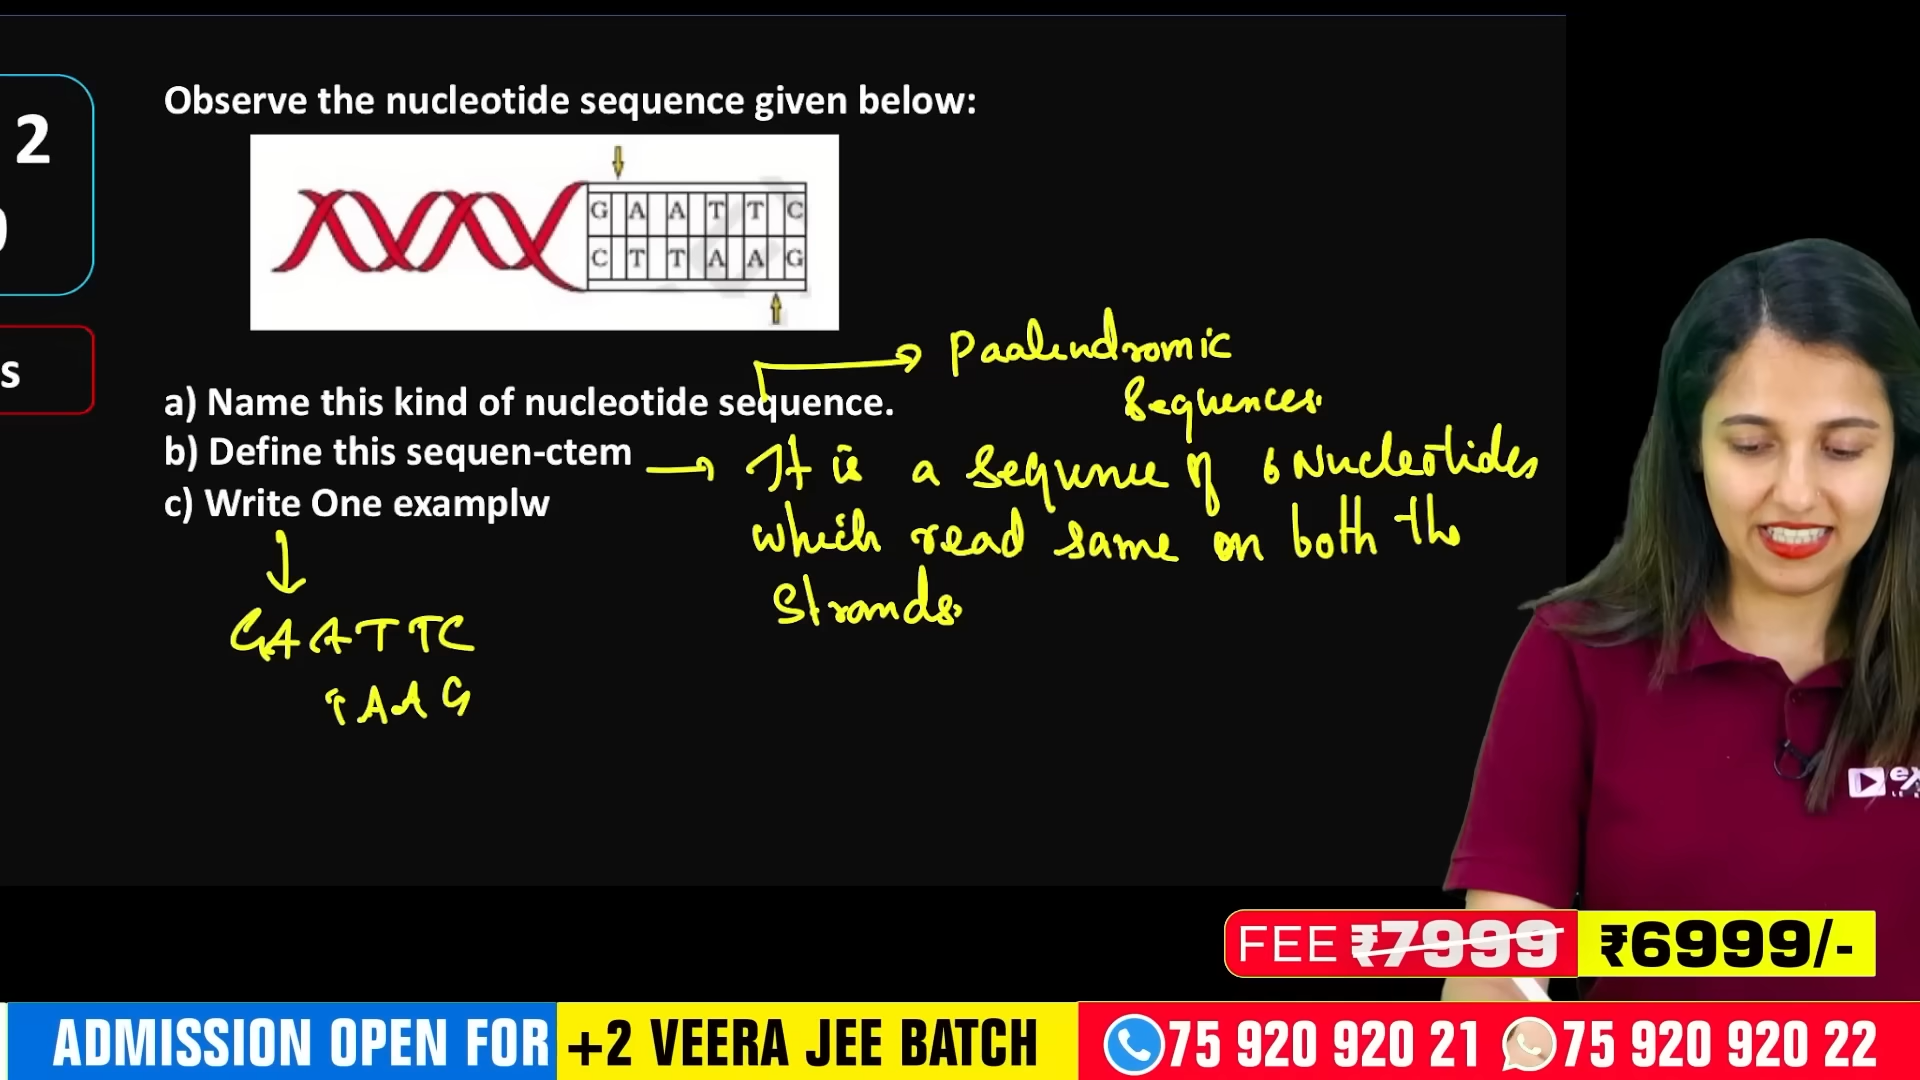 2
Observe the nucleotide sequence given below:
G A A T T C
C T T A A G
s
a) Name this kind of nucleotide sequence.
Paalindromic
Sequences.
b) Define this sequen-ctem
It is a Sequence of 6 Nucleotides
which read same on both the
Strands.
c) Write One examplw
GAATTC
TAAG
ex
FEE ₹7999 ₹6999/-
ADMISSION OPEN FOR +2 VEERA JEE BATCH 75 920 920 21 75 920 920 22